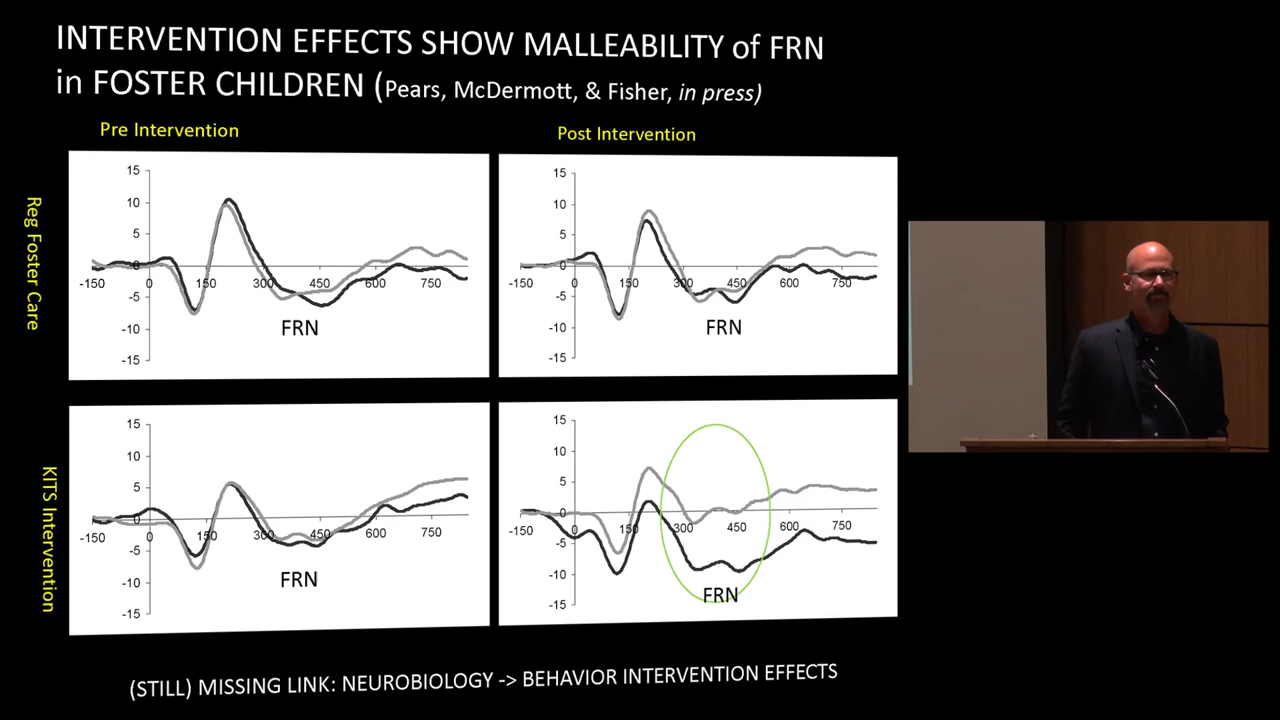 INTERVENTION EFFECTS SHOW MALLEABILITY of FRN
in FOSTER CHILDREN (Pears, McDermott, & Fisher, in press)
Pre Intervention
Post Intervention
Reg Foster Care
15
10
5
0
-5
-10
-15
-150 0 150 300 450 600 750
FRN
15
10
5
0
-5
-10
-15
-150 0 150 300 450 600 750
FRN
KITS Intervention
15
10
5
0
-5
-10
-15
-150 0 150 300 450 600 750
FRN
15
10
5
0
-5
-10
-15
-150 0 150 300 450 600 750
FRN
(STILL) MISSING LINK: NEUROBIOLOGY -> BEHAVIOR INTERVENTION EFFECTS